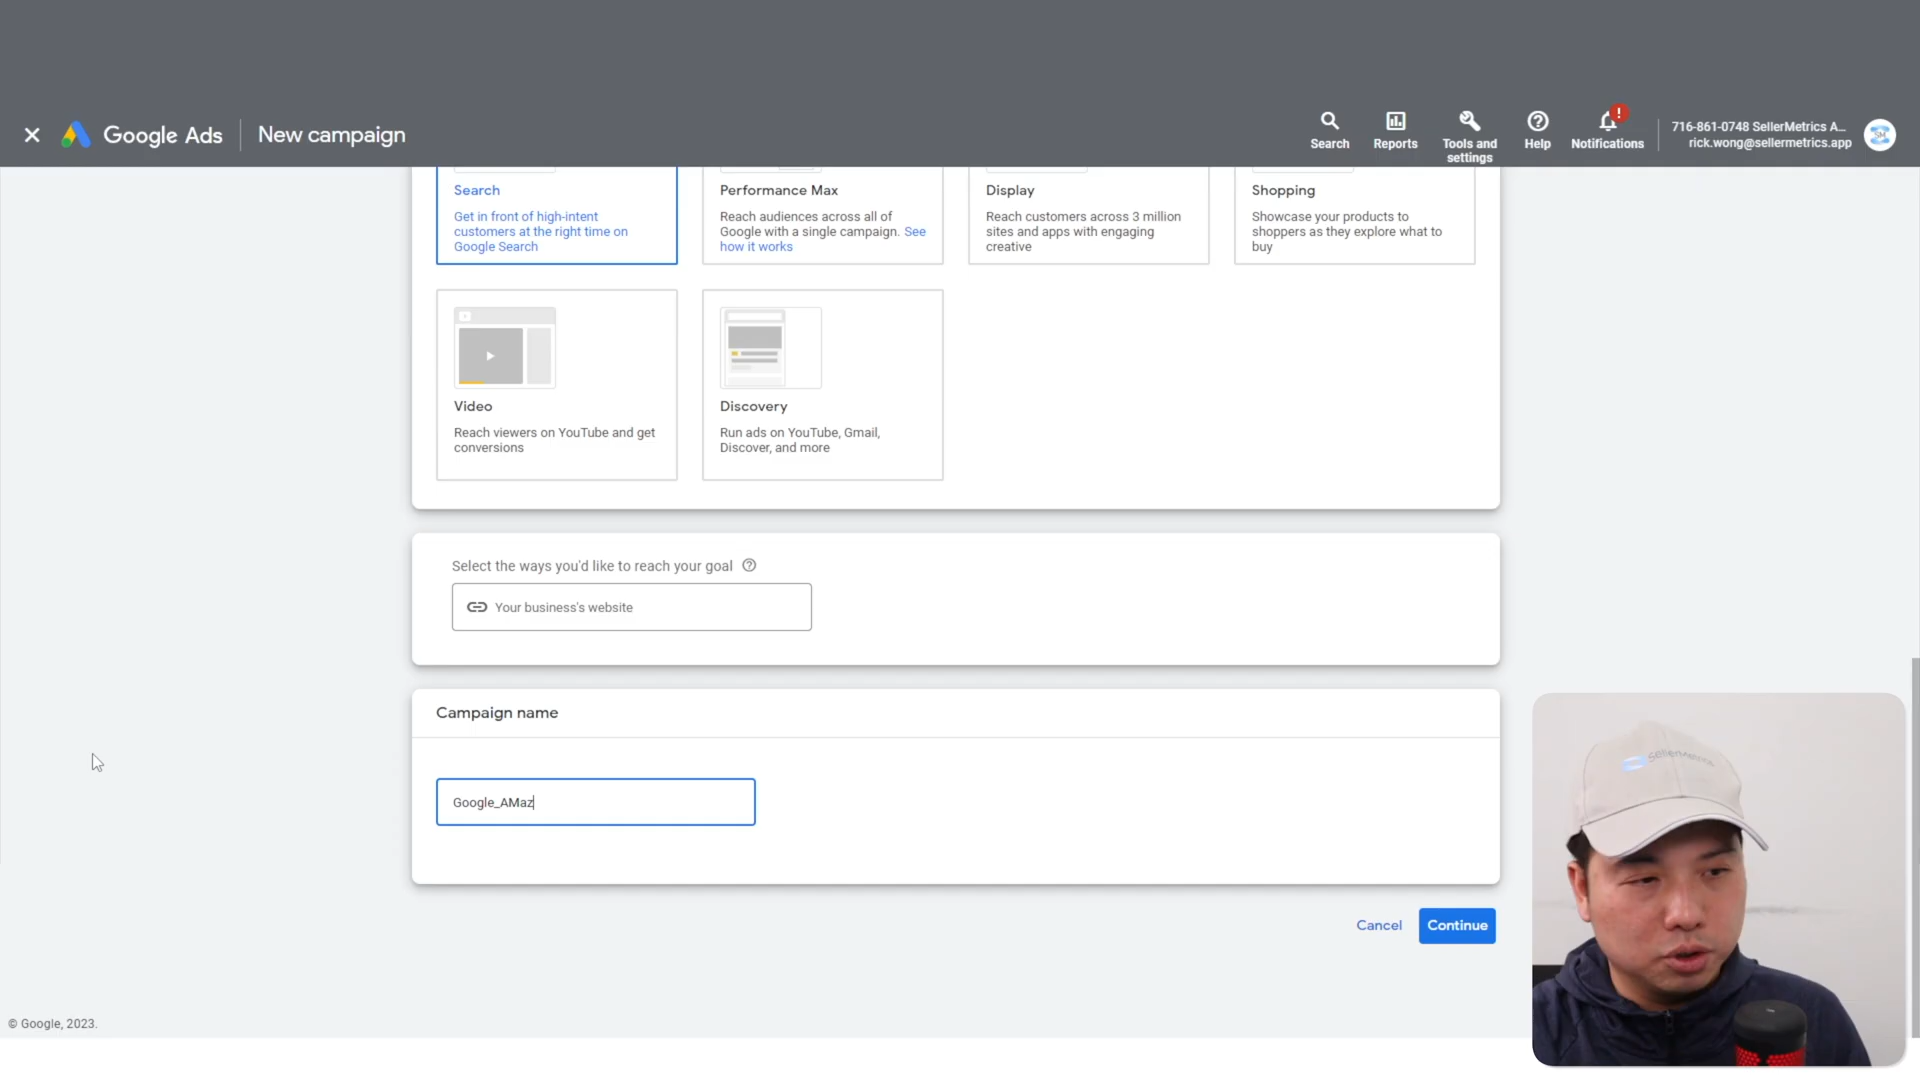 Google Ads
New campaign
Search
Reports
Tools and
settings
Help
!
Notifications
716-861-0748 SellerMetrics A...
rick.wong@sellermetrics.app
SM
Search
Get in front of high-intent
customers at the right time on
Google Search
Performance Max
Reach audiences across all of
Google with a single campaign. See
how it works
Display
Reach customers across 3 million
sites and apps with engaging
creative
Shopping
Showcase your products to
shoppers as they explore what to
buy
Video
Reach viewers on YouTube and get
conversions
Discovery
Run ads on YouTube, Gmail,
Discover, and more
Select the ways you'd like to reach your goal
Your business's website
Campaign name
Google_AMaz
Cancel
Continue
SellerMetrics
© Google, 2023.